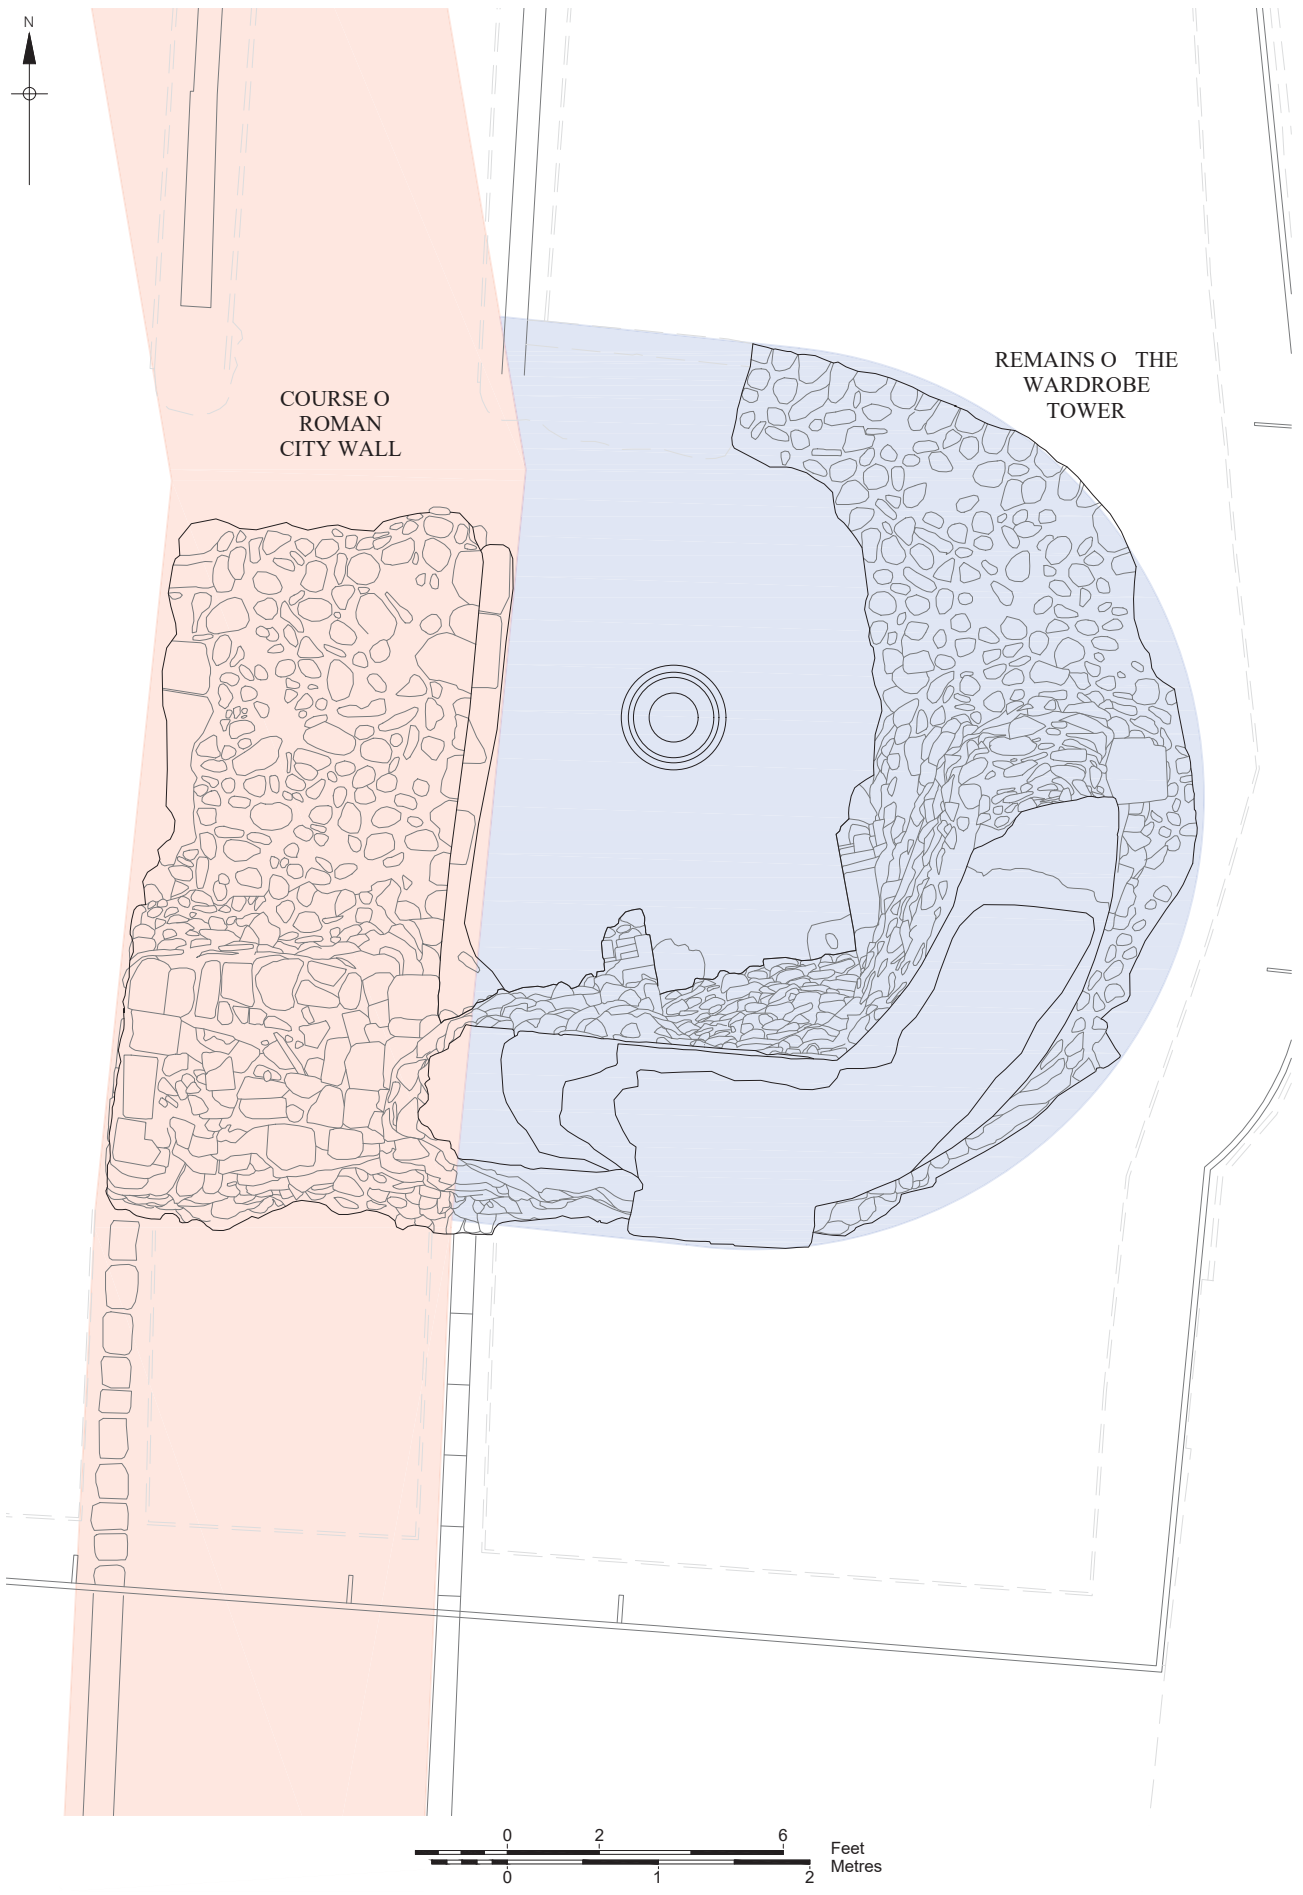 N
REMAINS O THE
WARDROBE
TOWER
COURSE O
ROMAN
CITY WALL
0 2 6
Feet
Metres
0 1 2